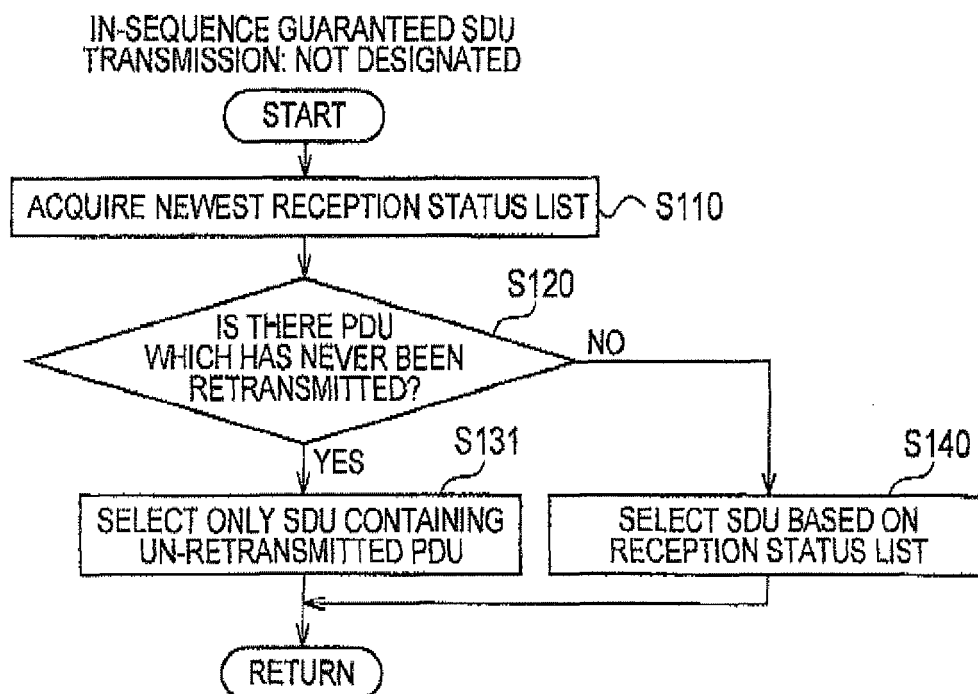 IN-SEQUENCE GUARANTEED SDU
TRANSMISSION: NOT DESIGNATED
START
ACQUIRE NEWEST RECEPTION STATUS LIST
S110
S120
IS THERE PDU
WHICH HAS NEVER BEEN
RETRANSMITTED?
NO
YES
S131
S140
SELECT ONLY SDU CONTAINING
UN-RETRANSMITTED PDU
SELECT SDU BASED ON
RECEPTION STATUS LIST
RETURN